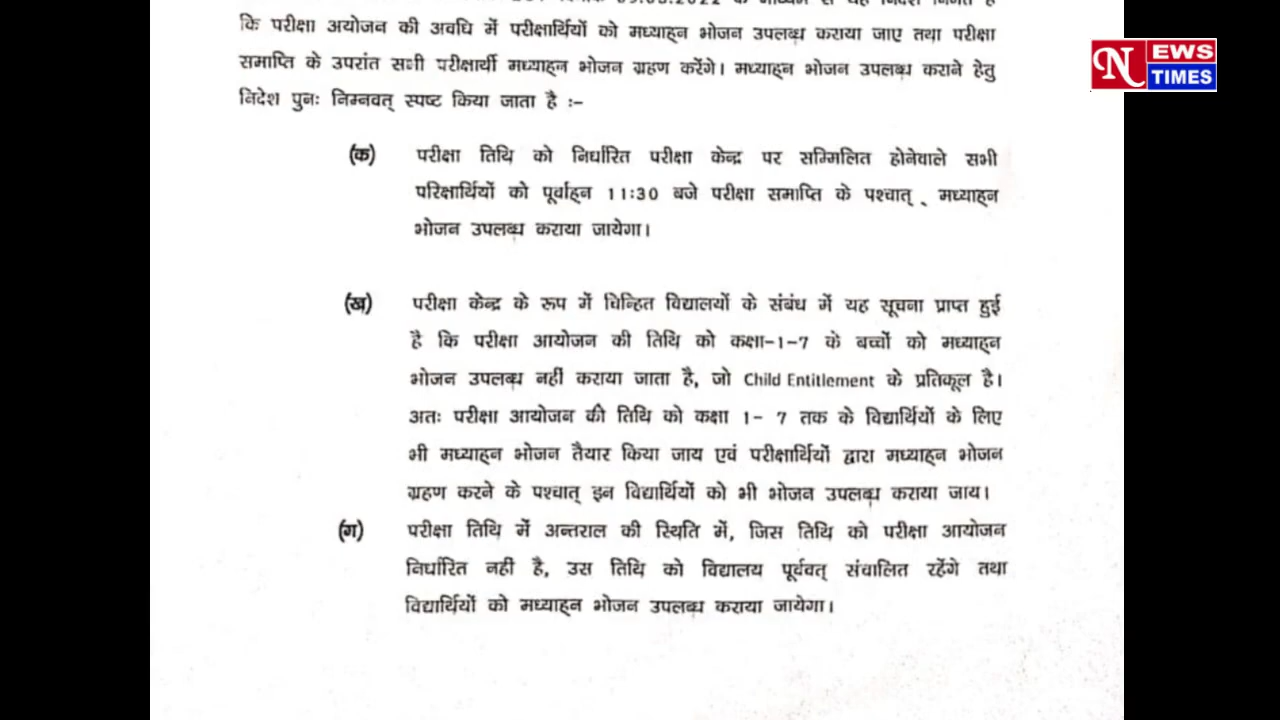 कि परीक्षा अयोजन की अवधि में परीक्षार्थियों को मध्याह्न भोजन उपलब्ध कराया जाए तथा परीक्षा
समाप्ति के उपरांत सभी परीक्षार्थी मध्याह्न भोजन ग्रहण करेंगे। मध्याह्न भोजन उपलब्ध कराने हेतु
निदेश पुनः निम्नवत् स्पष्ट किया जाता है :-
NEWS
TIMES
(क) परीक्षा तिथि को निर्धारित परीक्षा केन्द्र पर सम्मिलित होनेवाले सभी
परिक्षार्थियों को पूर्वाह्न 11:30 बजे परीक्षा समाप्ति के पश्चात् मध्याह्न
भोजन उपलब्ध कराया जायेगा।
(ख) परीक्षा केन्द्र के रूप में चिन्हित विद्यालयों के संबंध में यह सूचना प्राप्त हुई
है कि परीक्षा आयोजन की तिथि को कक्षा-1-7 के बच्चों को मध्याह्न
भोजन उपलब्ध नहीं कराया जाता है, जो Child Entitlement के प्रतिकूल है।
अतः परीक्षा आयोजन की तिथि को कक्षा 1- 7 तक के विद्यार्थियों के लिए
भी मध्याह्न भोजन तैयार किया जाय एवं परीक्षार्थियों द्वारा मध्याह्न भोजन
ग्रहण करने के पश्चात् इन विद्यार्थियों को भी भोजन उपलब्ध कराया जाय।
(ग) परीक्षा तिथि में अन्तराल की स्थिति में, जिस तिथि को परीक्षा आयोजन
निर्धारित नही है, उस तिथि को विद्यालय पूर्ववत् संचालित रहेंगे तथा
विद्यार्थियों को मध्याह्न भोजन उपलब्ध कराया जायेगा।